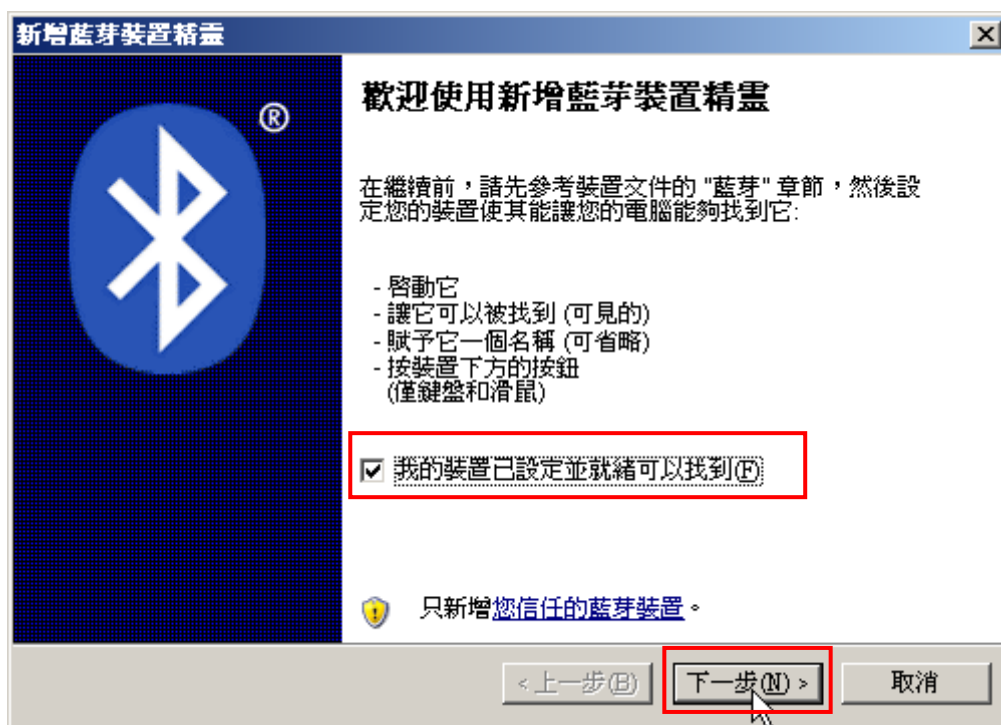 新增藍芽裝置精靈
®
歡迎使用新增藍芽裝置精靈
在繼續前，請先參考裝置文件的 "藍芽" 章節，然後設
定您的裝置使其能讓您的電腦能夠找到它:
- 啓動它
- 讓它可以被找到 (可見的)
- 賦予它一個名稱 (可省略)
- 按裝置下方的按鈕
(僅鍵盤和滑鼠)
我的裝置已設定並就緒可以找到(F)
只新增您信任的藍芽裝置。
< 上一步(B)
下一步(N) >
取消